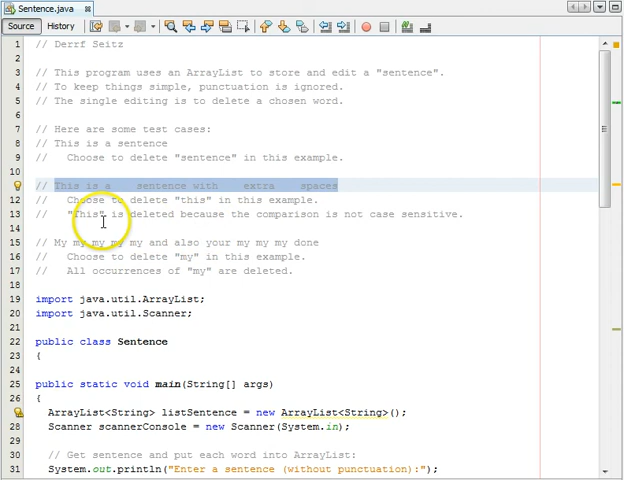 Sentence.java
Source History
1 // Derrf Seitz
2
3 // This program uses an ArrayList to store and edit a "sentence".
4 // To keep things simple, punctuation is ignored.
5 // The single editing is to delete a chosen word.
6
7 // Here are some test cases:
8 // This is a sentence
9 //   Choose to delete "sentence" in this example.
10
// This is a    sentence with    extra    spaces
12 //   Choose to delete "this" in this example.
13 //   "This" is deleted because the comparison is not case sensitive.
14
15 // My my my my my and also your my my my done
16 //   Choose to delete "my" in this example.
17 //   All occurrences of "my" are deleted.
18
19 import java.util.ArrayList;
20 import java.util.Scanner;
21
22 public class Sentence
23 {
24
25 public static void main(String[] args)
26 {
ArrayList<String> listSentence = new ArrayList<String>();
28   Scanner scannerConsole = new Scanner(System.in);
29
30   // Get sentence and put each word into ArrayList:
31   System.out.println("Enter a sentence (without punctuation):");